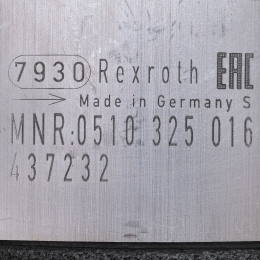 7930 Rexroth EAC
Made in Germany S
MNR:0510 325 016
437232